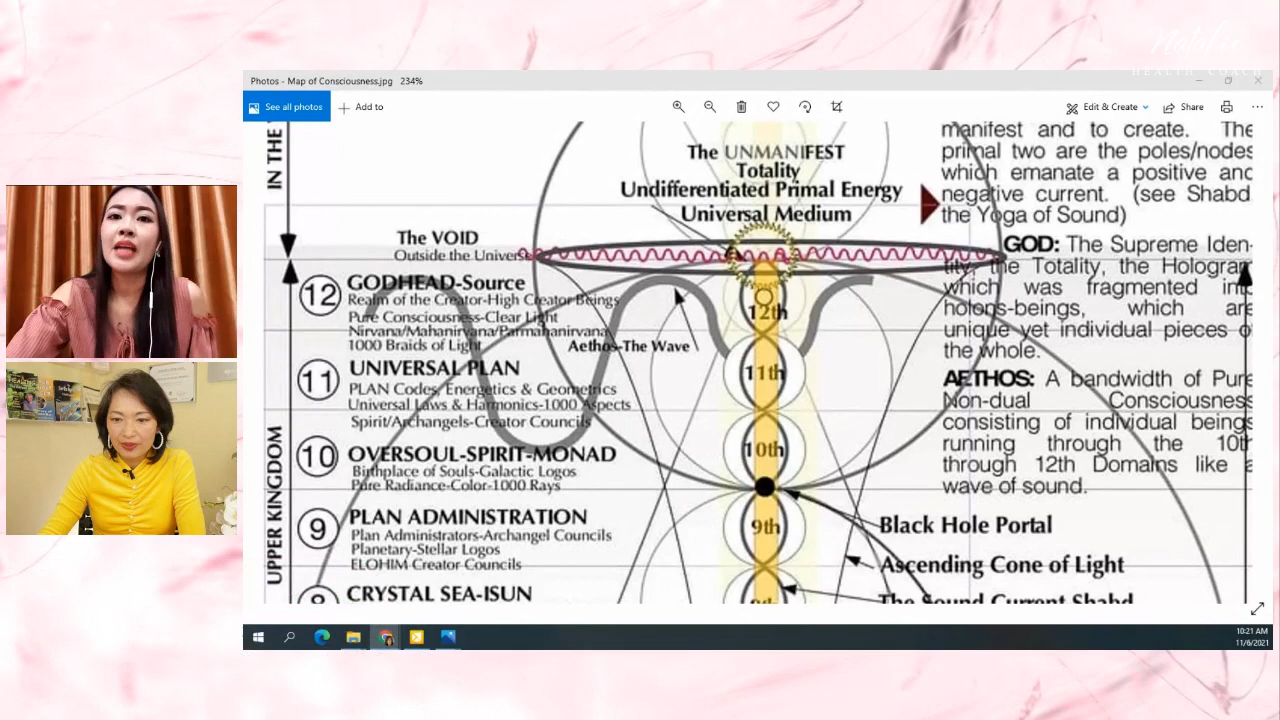 Natalie
HEALTH COACH
Photos - Map of Consciousness.jpg 234%
See all photos
Add to
Edit & Create
Share
IN THE
manifest and to create. The
primal two are the poles/nodes
which emanate a positive and
negative current. (see Shabd
the Yoga of Sound)
The UNMANIFEST
Totality
Undifferentiated Primal Energy
Universal Medium
The VOID
Outside the Universe
GOD: The Supreme Iden-
tity, the Totality, the Hologram
which was fragmented into
holons-beings, which are
unique yet individual pieces o
the whole.
12 GODHEAD-Source
Realm of the Creator-High Creator Beings
Pure Consciousness-Clear Light
Nirvana/Mahanirvana/Parmahanirvana
1000 Braids of Light
Aethos-The Wave
12th
11 UNIVERSAL PLAN
PLAN Codes, Energetics & Geometrics
Universal Laws & Harmonics-1000 Aspects
Spirit/Archangels-Creator Councils
11th
AETHOS: A bandwidth of Pure
Non-dual Consciousness
consisting of individual beings
running through the 10th
through 12th Domains like a
wave of sound.
10 OVERSOUL-SPIRIT-MONAD
Birthplace of Souls-Galactic Logos
Pure Radiance-Color-1000 Rays
10th
UPPER KINGDOM
9 PLAN ADMINISTRATION
Plan Administrators-Archangel Councils
Planetary-Stellar Logos
ELOHIM Creator Councils
9th
Black Hole Portal
Ascending Cone of Light
8 CRYSTAL SEA-ISUN
The Sound Current Shabd
10:21 AM
11/6/2021